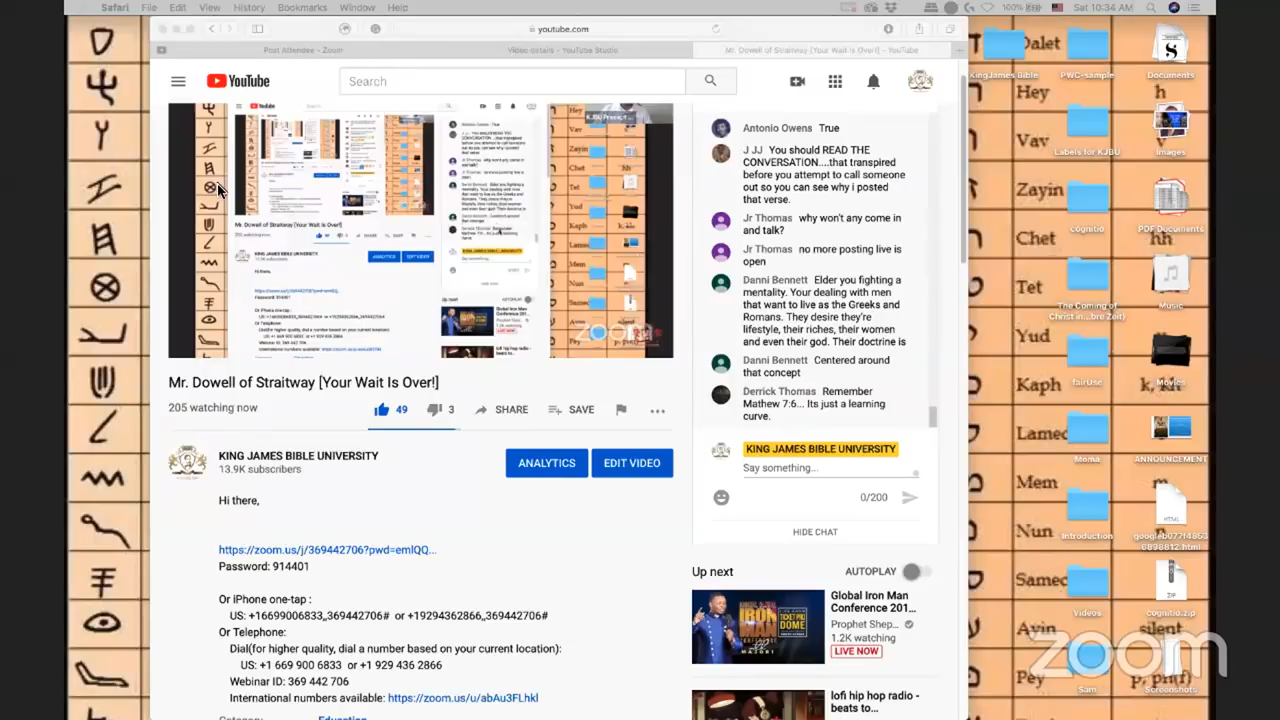 Safari File Edit View History Bookmarks Window Help
100% Sat 10:34 AM
youtube.com
Post Attendee - Zoom
Video details - YouTube Studio
Mr. Dowell of Straitway [Your Wait Is Over!] - YouTube
YouTube
Search
Mr. Dowell of Straitway [Your Wait Is Over!]
205 watching now
49
3
SHARE
SAVE
KING JAMES BIBLE UNIVERSITY
13.9K subscribers
ANALYTICS
EDIT VIDEO
Hi there,
https://zoom.us/j/369442706?pwd=emlQQ...
Password: 914401
Or iPhone one-tap :
US: +16699006833,,369442706# or +19294362866,,369442706#
Or Telephone:
Dial(for higher quality, dial a number based on your current location):
US: +1 669 900 6833 or +1 929 436 2866
Webinar ID: 369 442 706
International numbers available: https://zoom.us/u/abAu3FLhkl
Category
Education
Antonio Owens True
J JJ You should READ THE
CONVERSATION....that transpired
before you attempt to call someone
out so you can see why i posted
that verse.
Jr Thomas why won't any come in
and talk?
Jr Thomas no more posting live is
open
Danni Bennett Elder you fighting a
mentality. Your dealing with men
that want to live as the Greeks and
Romans. They desire they're
lifestyle, their riches, their women
and even their god. Their doctrine is
Danni Bennett Centered around
that concept
Derrick Thomas Remember
Mathew 7:6... Its just a learning
curve.
KING JAMES BIBLE UNIVERSITY
Say something...
0/200
HIDE CHAT
Up next
AUTOPLAY
Global Iron Man
Conference 201...
Prophet Shep...
1.2K watching
LIVE NOW
lofi hip hop radio -
beats to...
Dalet
Hey
Vav
Zayin
Chet
Tet
Yud
Kaph
Lamed
Mem
Nun
Samec
Ayin
Pey
h
hh
k, kh
silent
p, ph(f)
KingJames Bible
PWC-sample
Documents
Labels for KJBU
Images
cognitio
PDF Documents
The Coming of
Christ in...bre Zeit)
Music
fairUse
Movies
Moma
ANNOUNCEMENT
Introduction
googleb077f4853
6898812.html
Videos
cognitio.zip
Sam
Screenshots
zoom